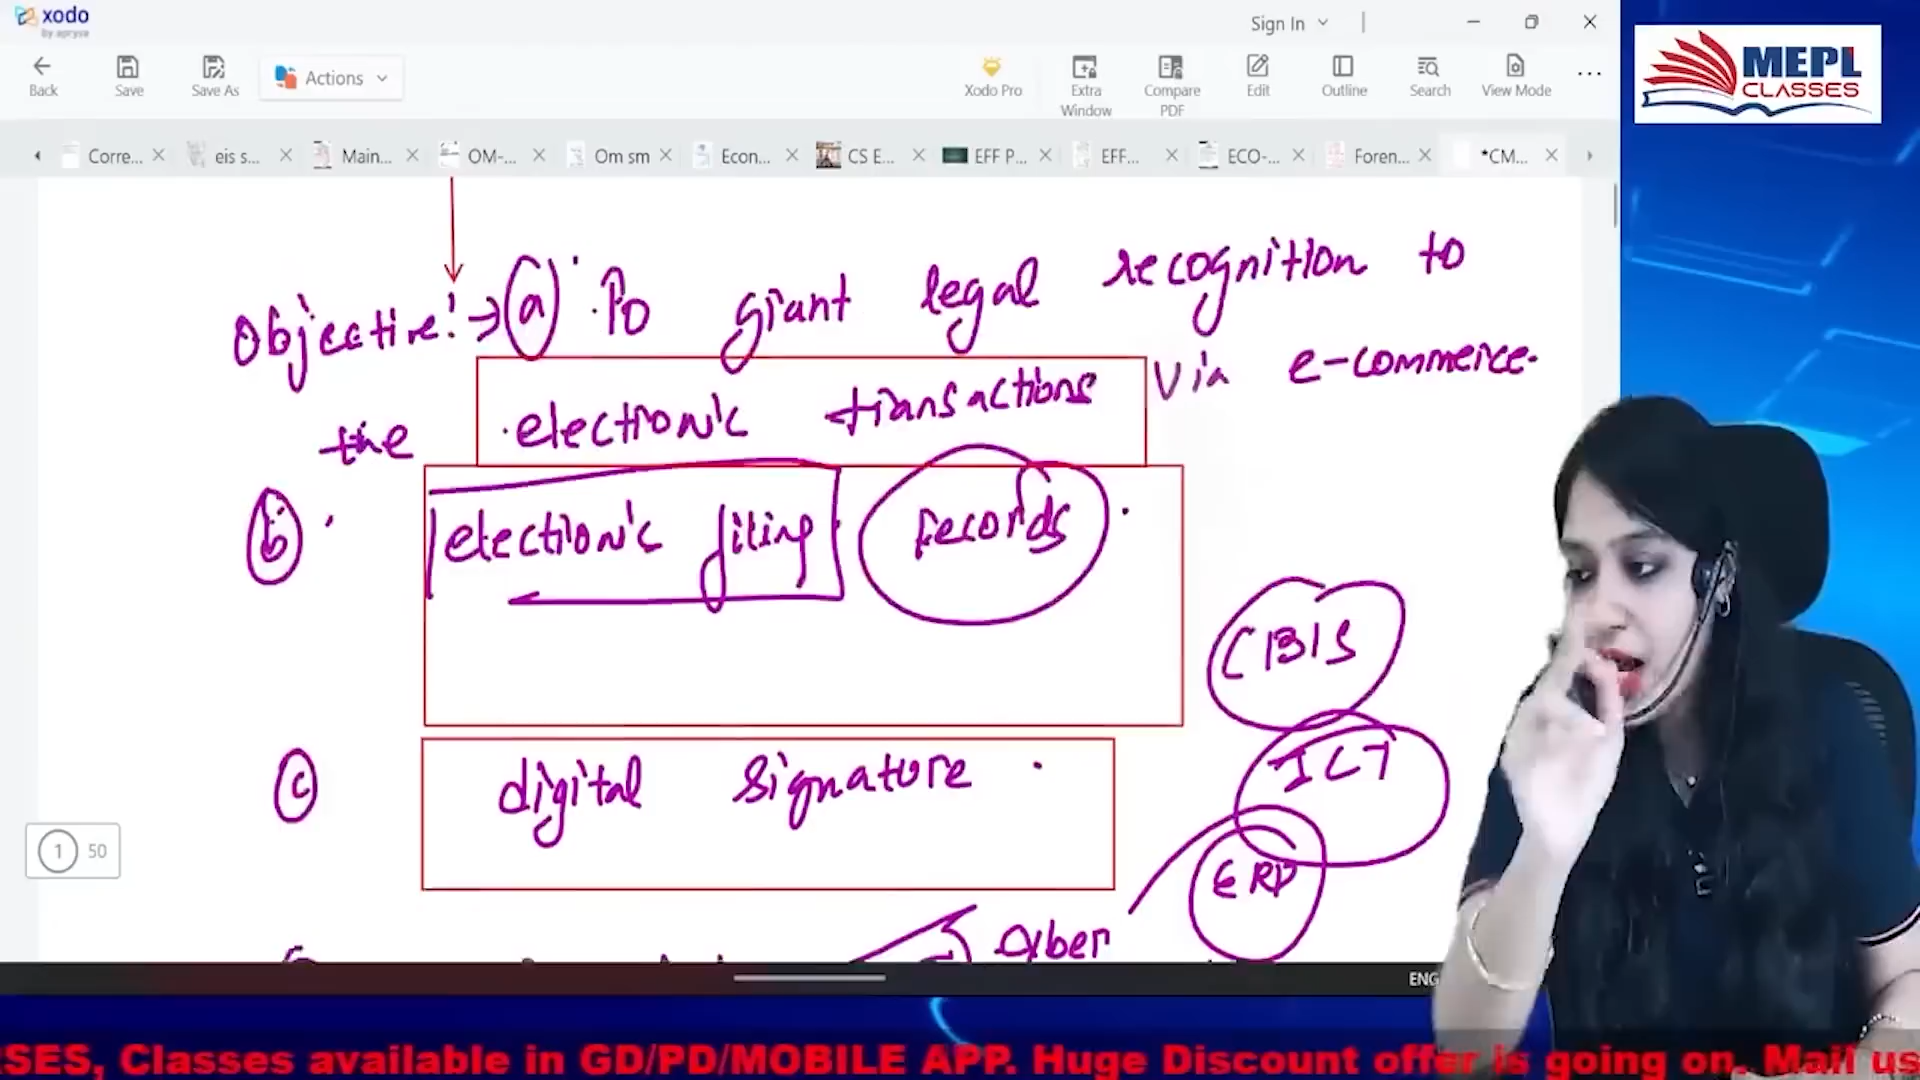 xodo
by apryse
Sign In
Back
Save
Save As
Actions
Xodo Pro
Extra Window
Compare PDF
Edit
Outline
Search
View Mode
Corre...
eis s...
Main...
OM-...
Om sm
Econ...
CS E...
EFF P...
EFF...
ECO-...
Foren...
*CM...
MEPL
CLASSES
Objective:→ (a) To grant legal recognition to
the electronic transactions via e-commerce.
(b) electronic filing records.
CBIS
(c) digital signature.
ICT
ERP
Cyber
1 50
ENG
RSES, Classes available in GD/PD/MOBILE APP. Huge Discount offer is going on. Mail us